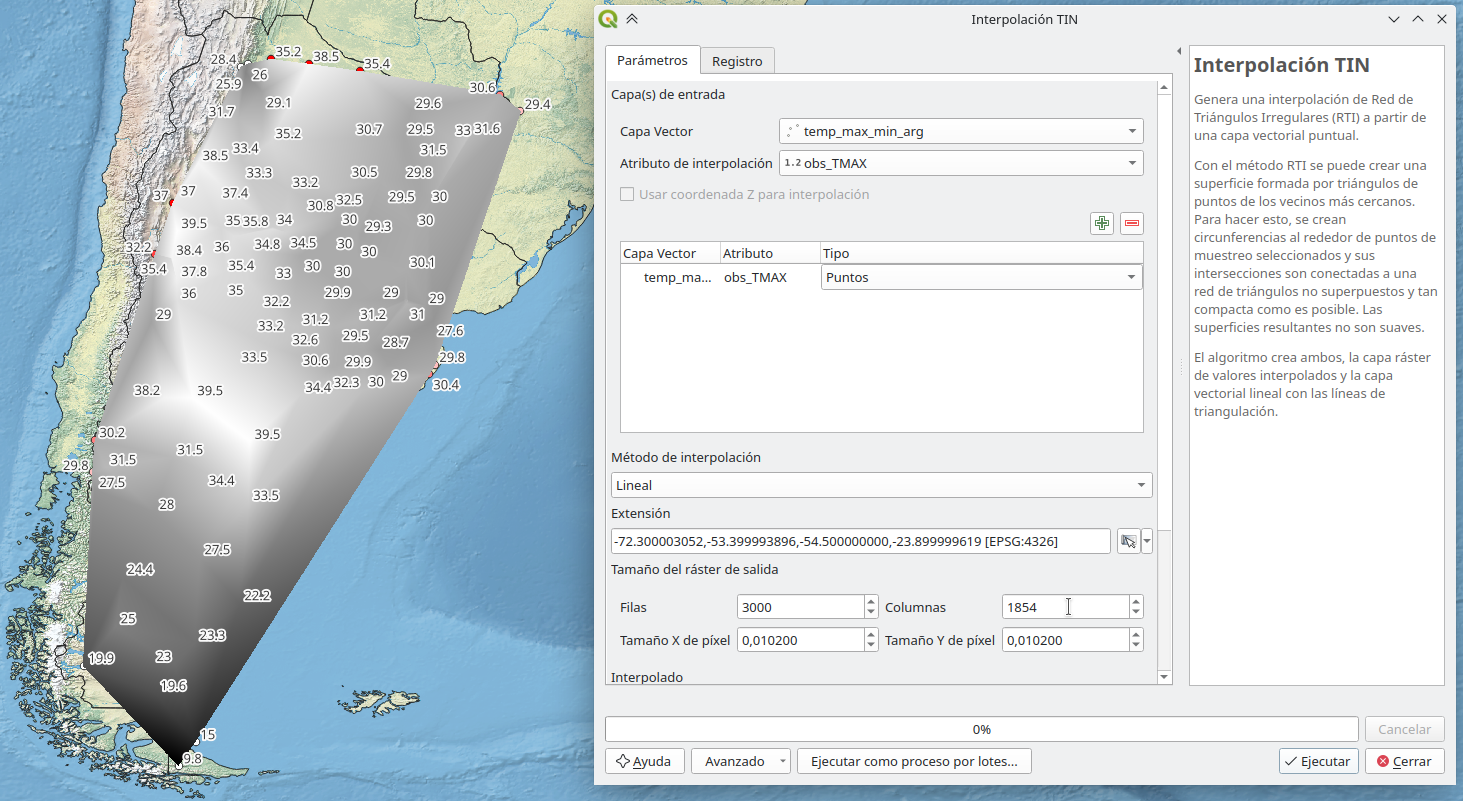 Interpolación TIN
Parámetros
Registro
Capa(s) de entrada
Capa Vector
temp_max_min_arg
Atributo de interpolación
1.2 obs_TMAX
Usar coordenada Z para interpolación
Capa Vector Atributo Tipo
temp_ma... obs_TMAX Puntos
Método de interpolación
Lineal
Extensión
-72.300003052,-53.399993896,-54.500000000,-23.899999619 [EPSG:4326]
Tamaño del ráster de salida
Filas 3000 Columnas 1854
Tamaño X de píxel 0,010200 Tamaño Y de píxel 0,010200
Interpolado
0%
Cancelar
Ayuda
Avanzado
Ejecutar como proceso por lotes...
Ejecutar
Cerrar
Interpolación TIN
Genera una interpolación de Red de
Triángulos Irregulares (RTI) a partir de
una capa vectorial puntual.
Con el método RTI se puede crear una
superficie formada por triángulos de
puntos de los vecinos más cercanos.
Para hacer esto, se crean
circunferencias al rededor de puntos de
muestreo seleccionados y sus
intersecciones son conectadas a una
red de triángulos no superpuestos y tan
compacta como es posible. Las
superficies resultantes no son suaves.
El algoritmo crea ambos, la capa ráster
de valores interpolados y la capa
vectorial lineal con las líneas de
triangulación.
28.4 35.2 38.5 35.4
26
25.9 30.6
31.7 29.1 29.6 29.4
35.2 30.7 29.5 33 31.6
38.5 33.4 31.5
33.3 33.2 30.5 29.8
37 37 37.4 30.8 32.5 29.5 30
39.5 35 35.8 34 30 29.3 30
32.2 38.4 36 34.8 34.5 30 30
35.4 37.8 35.4 33 30 30 30.1
36 35 32.2 29.9 29 29
29 33.2 31.2 31.2 31
32.6 29.5 28.7 27.6
33.5 30.6 29.9 29.8
38.2 39.5 34.4 32.3 30 29 30.4
30.2 39.5
29.8 31.5 31.5
27.5 34.4 33.5
28
27.5
24.4
22.2
25 23.3
19.9 23
19.6
15
9.8